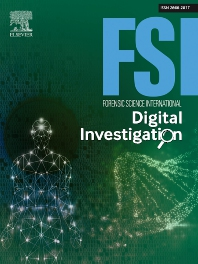 ISSN 2666-2817
ELSEVIER
FSI
FORENSIC SCIENCE INTERNATIONAL
Digital
Investigation